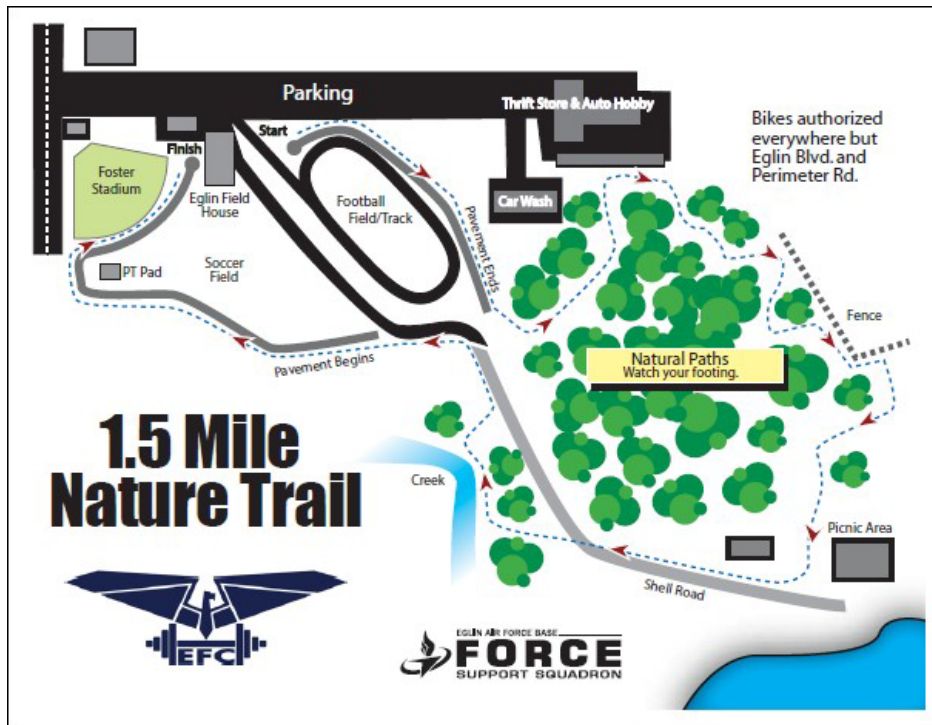 Parking
Thrift Store & Auto Hobby
Bikes authorized
everywhere but
Eglin Blvd. and
Perimeter Rd.
Start
Finish
Foster
Stadium
Eglin Field
House
Football
Field/Track
Car Wash
Pavement Ends
PT Pad
Soccer
Field
Fence
Pavement Begins
Natural Paths
Watch your footing.
1.5 Mile
Nature Trail
Creek
Picnic Area
Shell Road
EFC
EGLIN AIR FORCE BASE
FORCE
SUPPORT SQUADRON